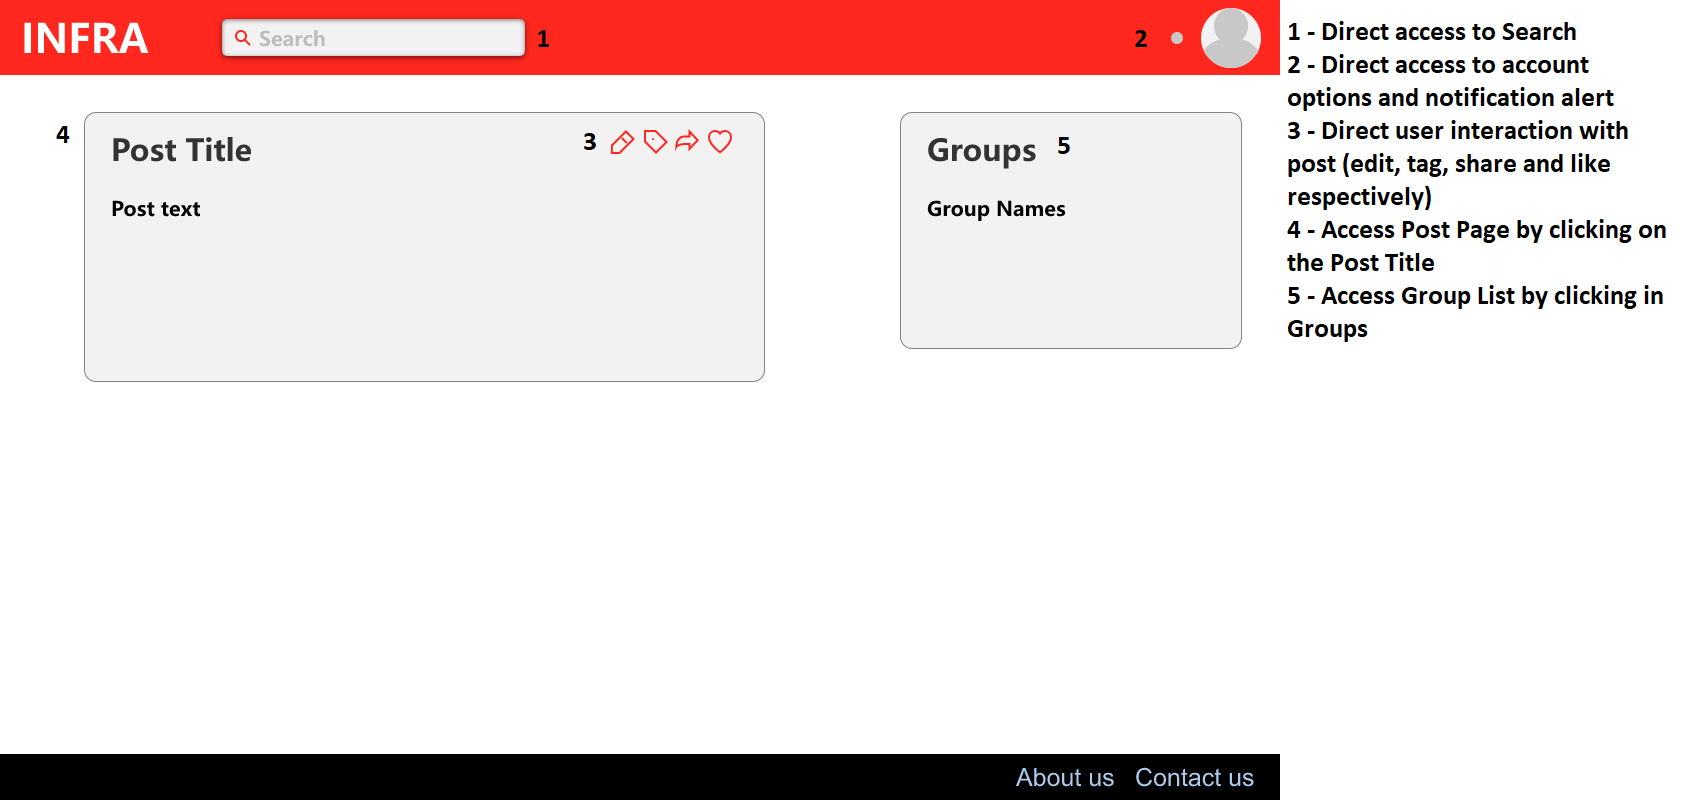 INFRA
Search
1
2
4
Post Title
3
Post text
Groups
5
Group Names
About us
Contact us
1 - Direct access to Search
2 - Direct access to account
options and notification alert
3 - Direct user interaction with
post (edit, tag, share and like
respectively)
4 - Access Post Page by clicking on
the Post Title
5 - Access Group List by clicking in
Groups